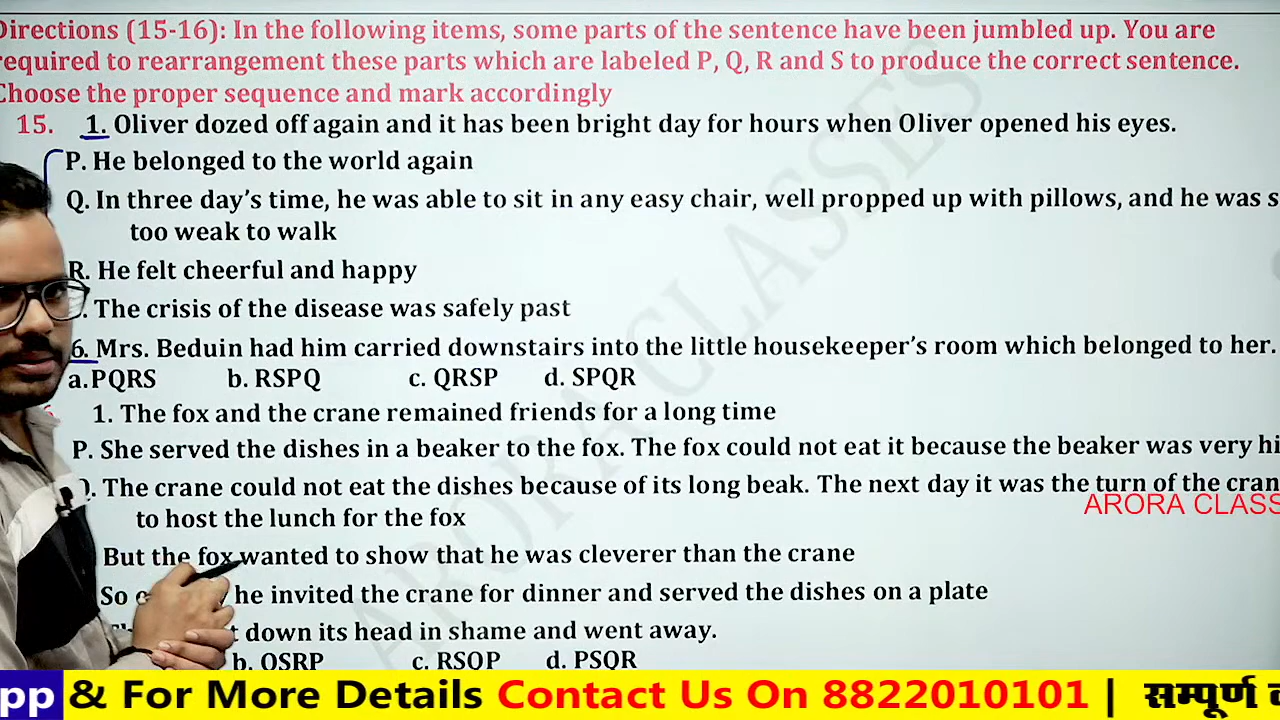 Directions (15-16): In the following items, some parts of the sentence have been jumbled up. You are
required to rearrangement these parts which are labeled P, Q, R and S to produce the correct sentence.
Choose the proper sequence and mark accordingly
15. 1. Oliver dozed off again and it has been bright day for hours when Oliver opened his eyes.
P. He belonged to the world again
Q. In three day's time, he was able to sit in any easy chair, well propped up with pillows, and he was
too weak to walk
R. He felt cheerful and happy
The crisis of the disease was safely past
6. Mrs. Beduin had him carried downstairs into the little housekeeper's room which belonged to her.
a.PQRS b. RSPQ c. QRSP d. SPQR
1. The fox and the crane remained friends for a long time
P. She served the dishes in a beaker to the fox. The fox could not eat it because the beaker was very
The crane could not eat the dishes because of its long beak. The next day it was the turn of the
to host the lunch for the fox
But the fox wanted to show that he was cleverer than the crane
So he invited the crane for dinner and served the dishes on a plate
down its head in shame and went away.
b. QSRP c. RSQP d. PSQR
ARORA CLASSES
ARORA CLASS
& For More Details Contact Us On 8822010101 | सम्पूर्ण